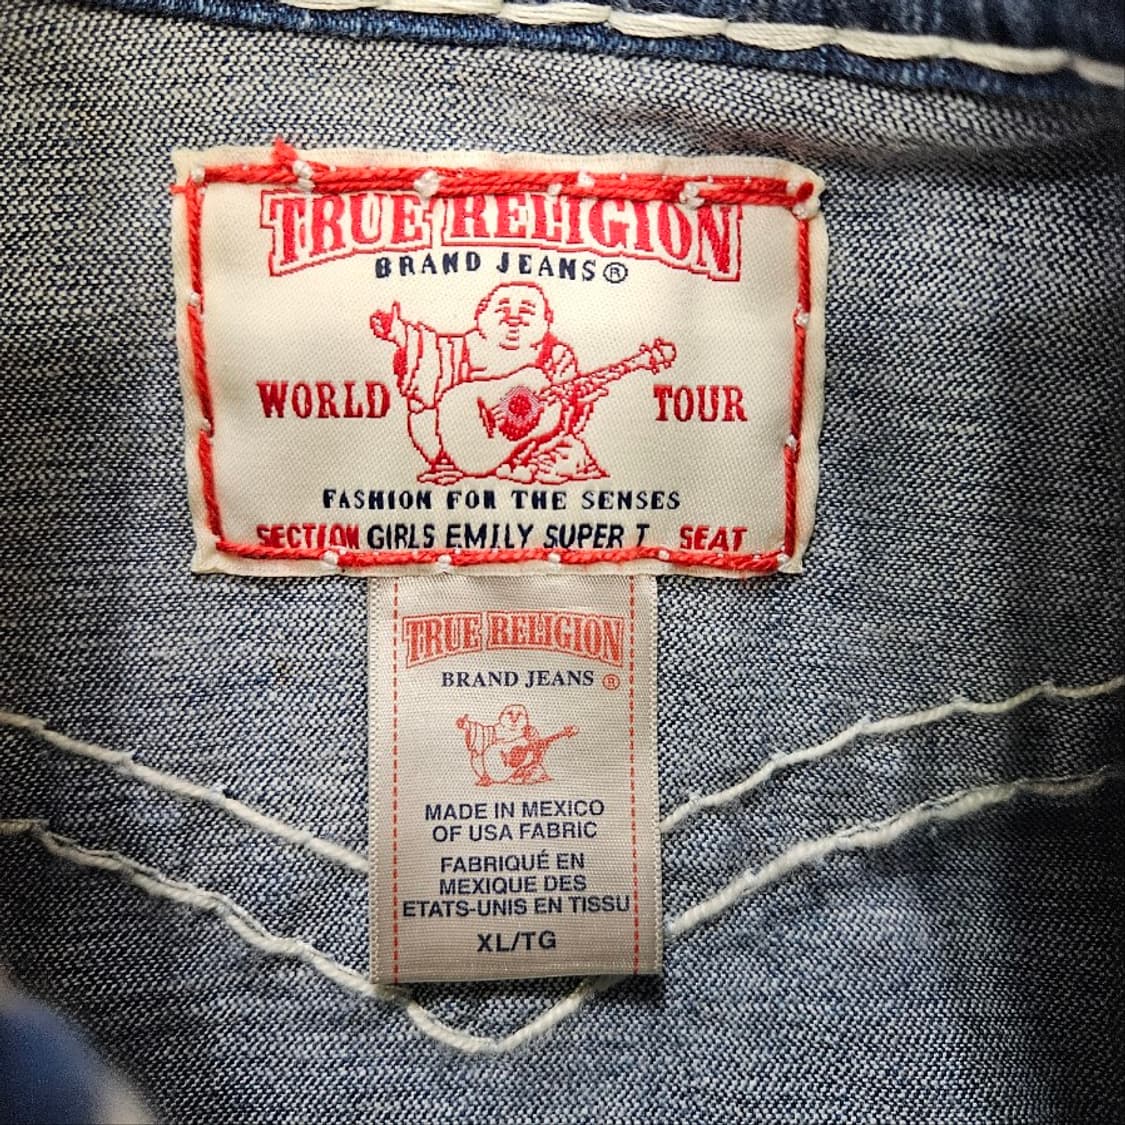 TRUE RELIGION
BRAND JEANS®
WORLD TOUR
FASHION FOR THE SENSES
SECTION GIRLS EMILY SUPER T SEAT
TRUE RELIGION
BRAND JEANS ®
MADE IN MEXICO
OF USA FABRIC
FABRIQUÉ EN
MEXIQUE DES
ETATS-UNIS EN TISSU
XL/TG